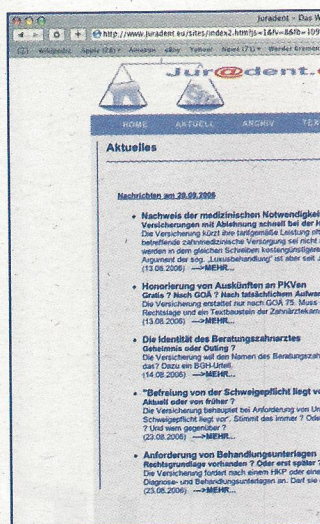 Juradent - Das W
http://www.juradent.eu/sites/index2.html?js=1&fv=8&fb=109
Wikipedia Apple (28) Amazon eBay Yahoo! News (71) Werder Bremen
Jur@dent.
HOME AKTUELL ARCHIV TEX
Aktuelles
Nachrichten am 28.09.2006
• Nachweis der medizinischen Notwendigkei
Versicherungen mit Ablehnung schnell bei der H
Die Versicherung kürzt ihre tarifgemäße Leistung oft
betreffende zahnmedizinische Versorgung sei nicht
werden in dem gleichen Schreiben kostengünstigere
Argument der sog. „Luxusbehandlung" ist aber seit
(13.08.2006) --->MEHR...
• Honorierung von Auskünften an PKVen
Gratis ? Nach GOÄ ? Nach tatsächlichem Aufwan
Die Versicherung erstattet nur nach GOÄ 75. Muss
Rechtslage und ein Textbaustein der Zahnärztekam
(13.08.2006) --->MEHR...
• Die Identität des Beratungszahnarztes
Geheimnis oder Outing ?
Die Versicherung will den Namen des Beratungszah
das? Dazu ein BGH-Urteil.
(14.08.2006) --->MEHR...
• "Befreiung von der Schweigepflicht liegt vo
Aktuell oder von früher ?
Die Versicherung behauptet bei Anforderung von Un
Schweigepflicht liegt vor". Stimmt das immer ? Ode
? Und wem gegenüber ?
(23.08.2006) --->MEHR...
• Anforderung von Behandlungsunterlagen
Rechtsgrundlage vorhanden ? Oder erst später ?
Die Versicherung fordert nach einem HKP oder eine
Diagnose- und Behandlungsunterlagen an. Darf sie
(23.08.2006) --->MEHR...